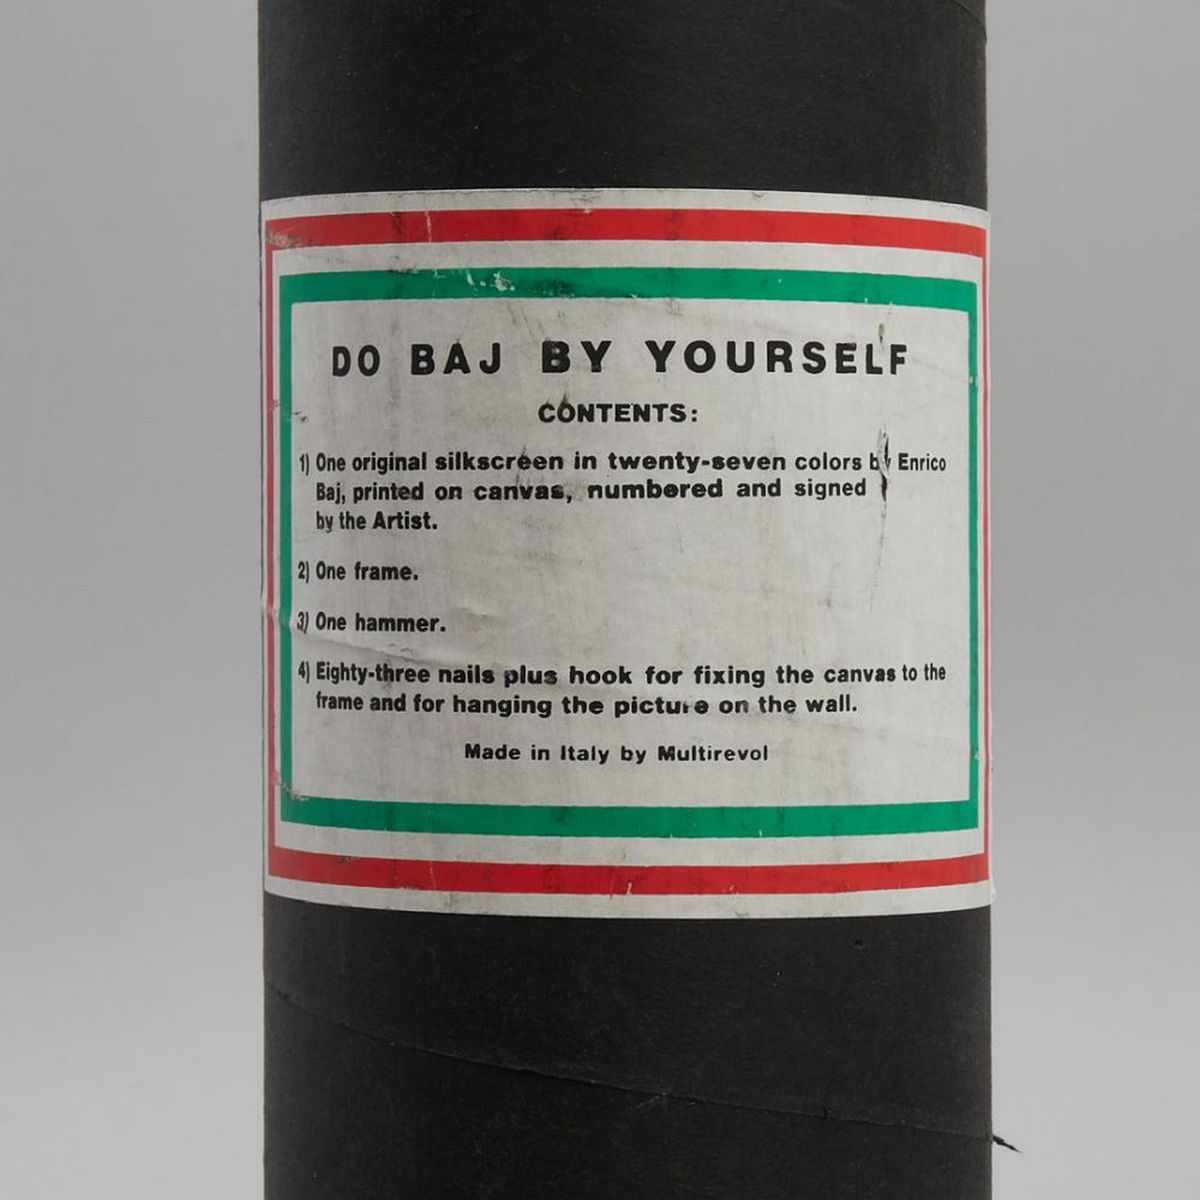 DO BAJ BY YOURSELF
CONTENTS:
1) One original silkscreen in twenty-seven colors by Enrico
Baj, printed on canvas, numbered and signed
by the Artist.
2) One frame.
3) One hammer.
4) Eighty-three nails plus hook for fixing the canvas to the
frame and for hanging the picture on the wall.
Made in Italy by Multirevol